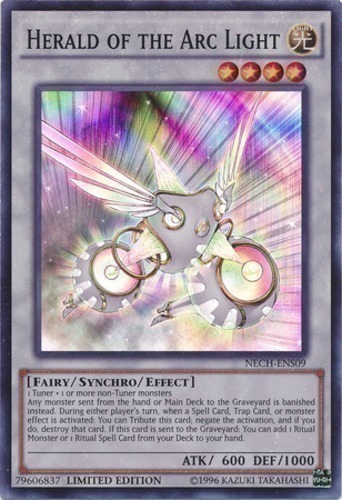 HERALD OF THE ARC LIGHT
光
NECH-ENS09
[FAIRY/SYNCHRO/EFFECT]
1 Tuner + 1 or more non-Tuner monsters
Any monster sent from the hand or Main Deck to the Graveyard is banished
instead. During either player's turn, when a Spell Card, Trap Card, or monster
effect is activated: You can Tribute this card; negate the activation, and if you
do, destroy that card. If this card is sent to the Graveyard: You can add 1 Ritual
Monster or 1 Ritual Spell Card from your Deck to your hand.
ATK/ 600 DEF/1000
79606837 LIMITED EDITION ©1996 KAZUKI TAKAHASHI